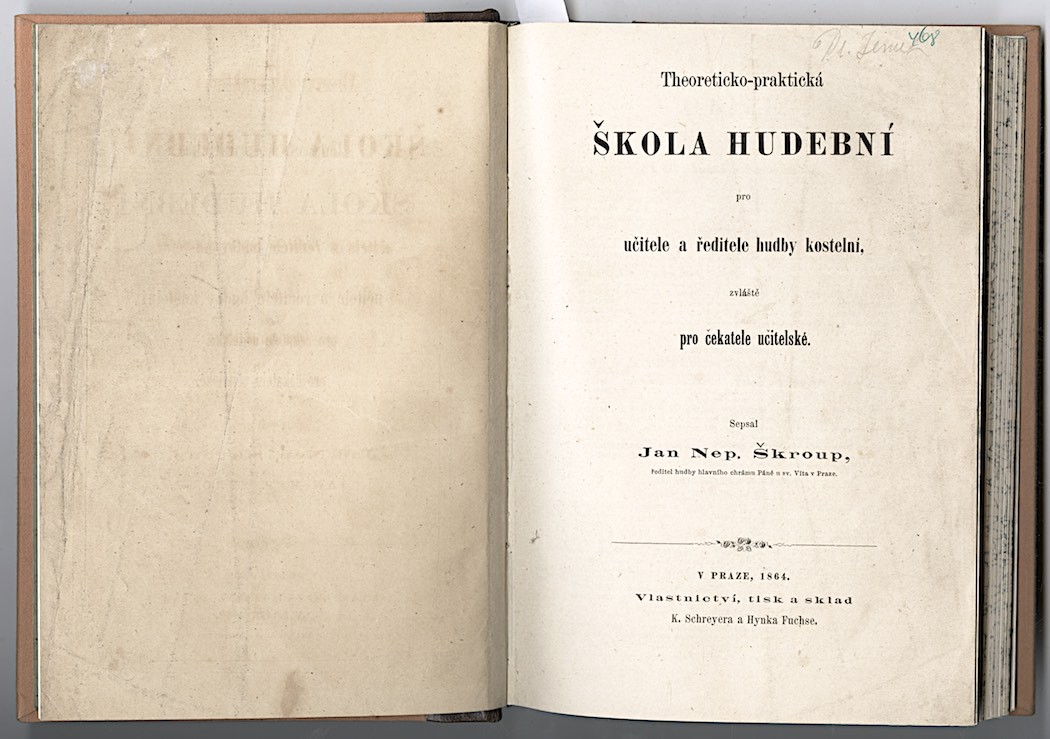 468
Theoreticko-praktická
ŠKOLA HUDEBNÍ
pro
učitele a ředitele hudby kostelní,
zvláště
pro čekatele učitelské.
Sepsal
Jan Nep. Škroup,
ředitel hudby hlavního chrámu Páně u sv. Víta v Praze.
V PRAZE, 1864.
Vlastnictví, tisk a sklad
K. Schreyera a Hynka Fuchse.